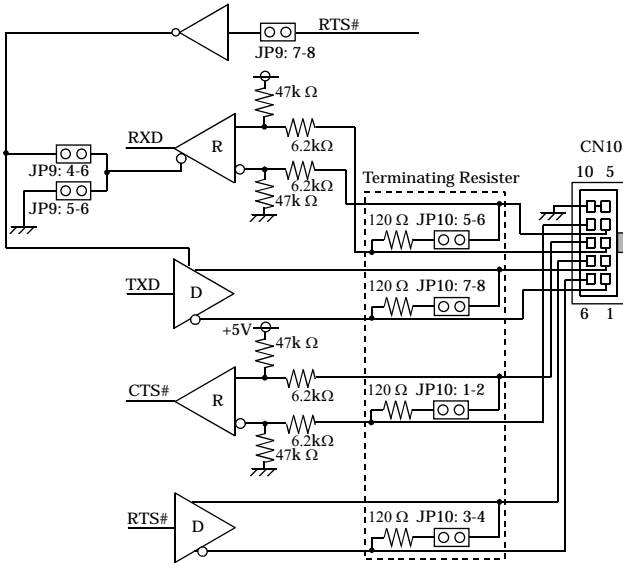 RTS#
JP9: 7-8
47k Ω
RXD
R
6.2kΩ
CN10
JP9: 4-6
6.2kΩ
Terminating Resister
10 5
JP9: 5-6
47k Ω
120 Ω JP10: 5-6
TXD
D
120 Ω JP10: 7-8
6 1
+5V
47k Ω
CTS#
R
6.2kΩ
120 Ω JP10: 1-2
6.2kΩ
47k Ω
RTS#
D
120 Ω JP10: 3-4